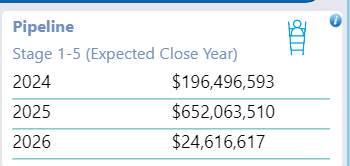 Pipeline
Stage 1-5 (Expected Close Year)
2024 $196,496,593
2025 $652,063,510
2026 $24,616,617